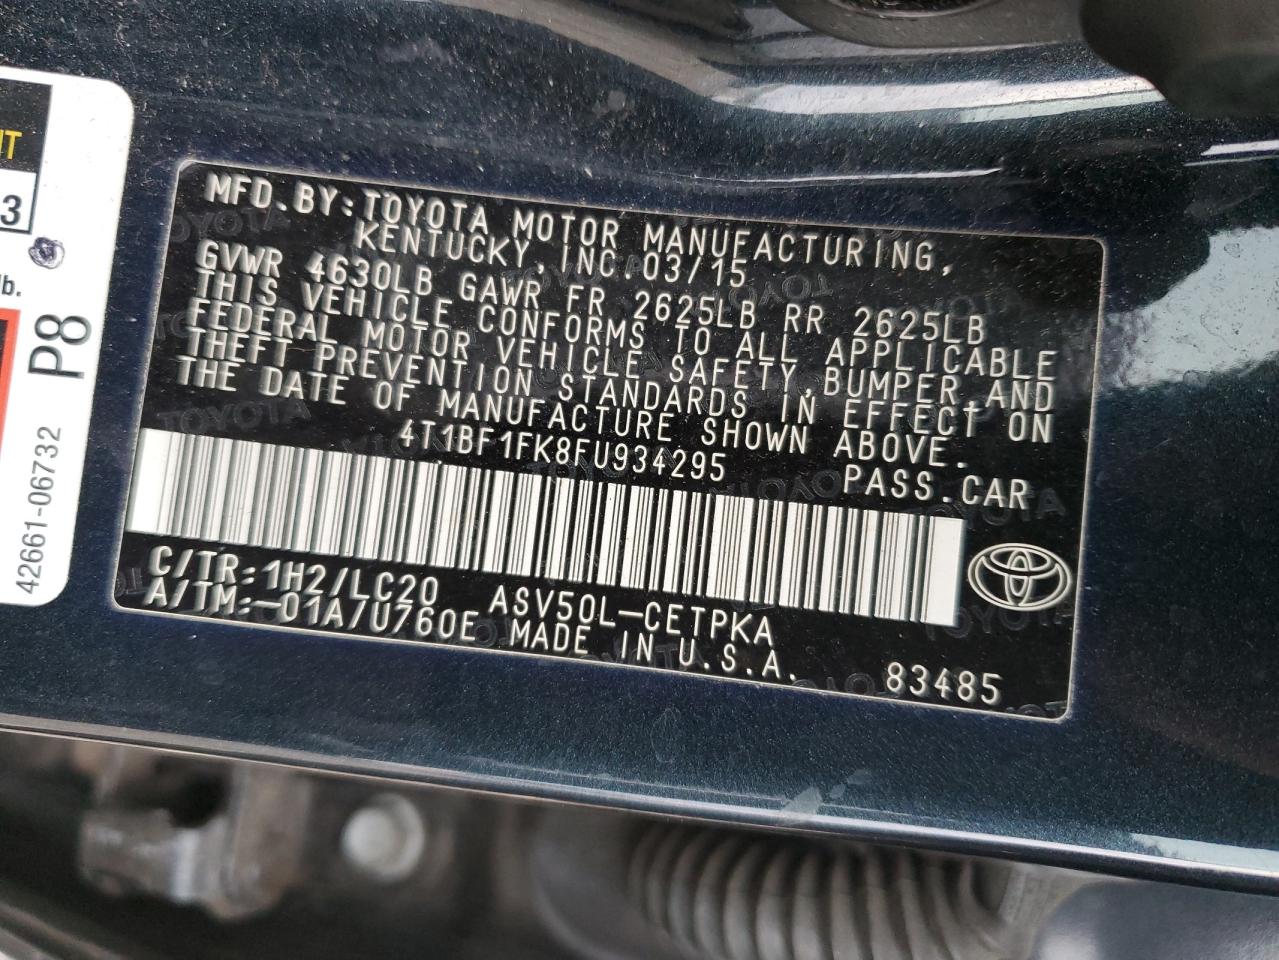 MFD.BY:TOYOTA MOTOR MANUFACTURING,
KENTUCKY, INC.03/15
GVWR 4630LB GAWR FR 2625LB RR 2625LB
THIS VEHICLE CONFORMS TO ALL APPLICABLE
FEDERAL MOTOR VEHICLE SAFETY,BUMPER,AND
THEFT PREVENTION STANDARDS IN EFFECT ON
THE DATE OF MANUFACTURE SHOWN ABOVE.
4T1BF1FK8FU934295 PASS.CAR
C/TR:1H2/LC20 ASV50L-CETPKA
A/TM:-01A/U760E MADE IN U.S.A.
83485
3
lb.
P8
42661-06732
TOYOTA